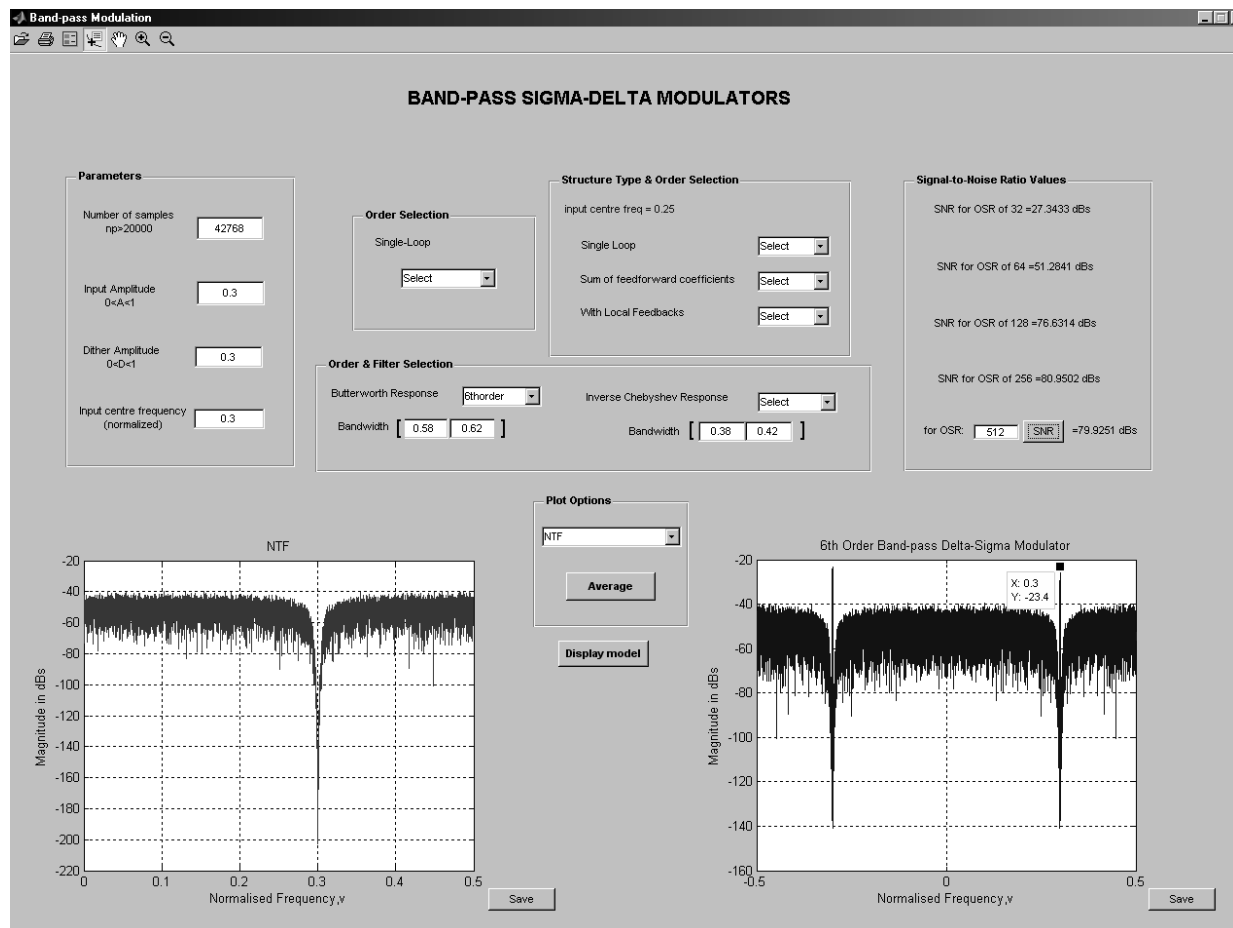 Band-pass Modulation
BAND-PASS SIGMA-DELTA MODULATORS
Parameters
Number of samples
np>20000
42768
Input Amplitude
0<A<1
0.3
Dither Amplitude
0<D<1
0.3
Input centre frequency
(normalized)
0.3
Order Selection
Single-Loop
Select
Structure Type & Order Selection
input centre freq = 0.25
Single Loop Select
Sum of feedforward coefficients Select
With Local Feedbacks Select
Order & Filter Selection
Butterworth Response 6thorder
Bandwidth [ 0.58 0.62 ]
Inverse Chebyshev Response Select
Bandwidth [ 0.38 0.42 ]
Signal-to-Noise Ratio Values
SNR for OSR of 32 =27.3433 dBs
SNR for OSR of 64 =51.2841 dBs
SNR for OSR of 128 =76.6314 dBs
SNR for OSR of 256 =80.9502 dBs
for OSR: 512 SNR =79.9251 dBs
Plot Options
NTF
Average
Display model
NTF
-20
-40
-60
-80
-100
-120
-140
-160
-180
-200
-220
0 0.1 0.2 0.3 0.4 0.5
Magnitude in dBs
Normalised Frequency,v
Save
6th Order Band-pass Delta-Sigma Modulator
X: 0.3
Y: -23.4
-20
-40
-60
-80
-100
-120
-140
-160
-0.5 0 0.5
Magnitude in dBs
Normalised Frequency,v
Save